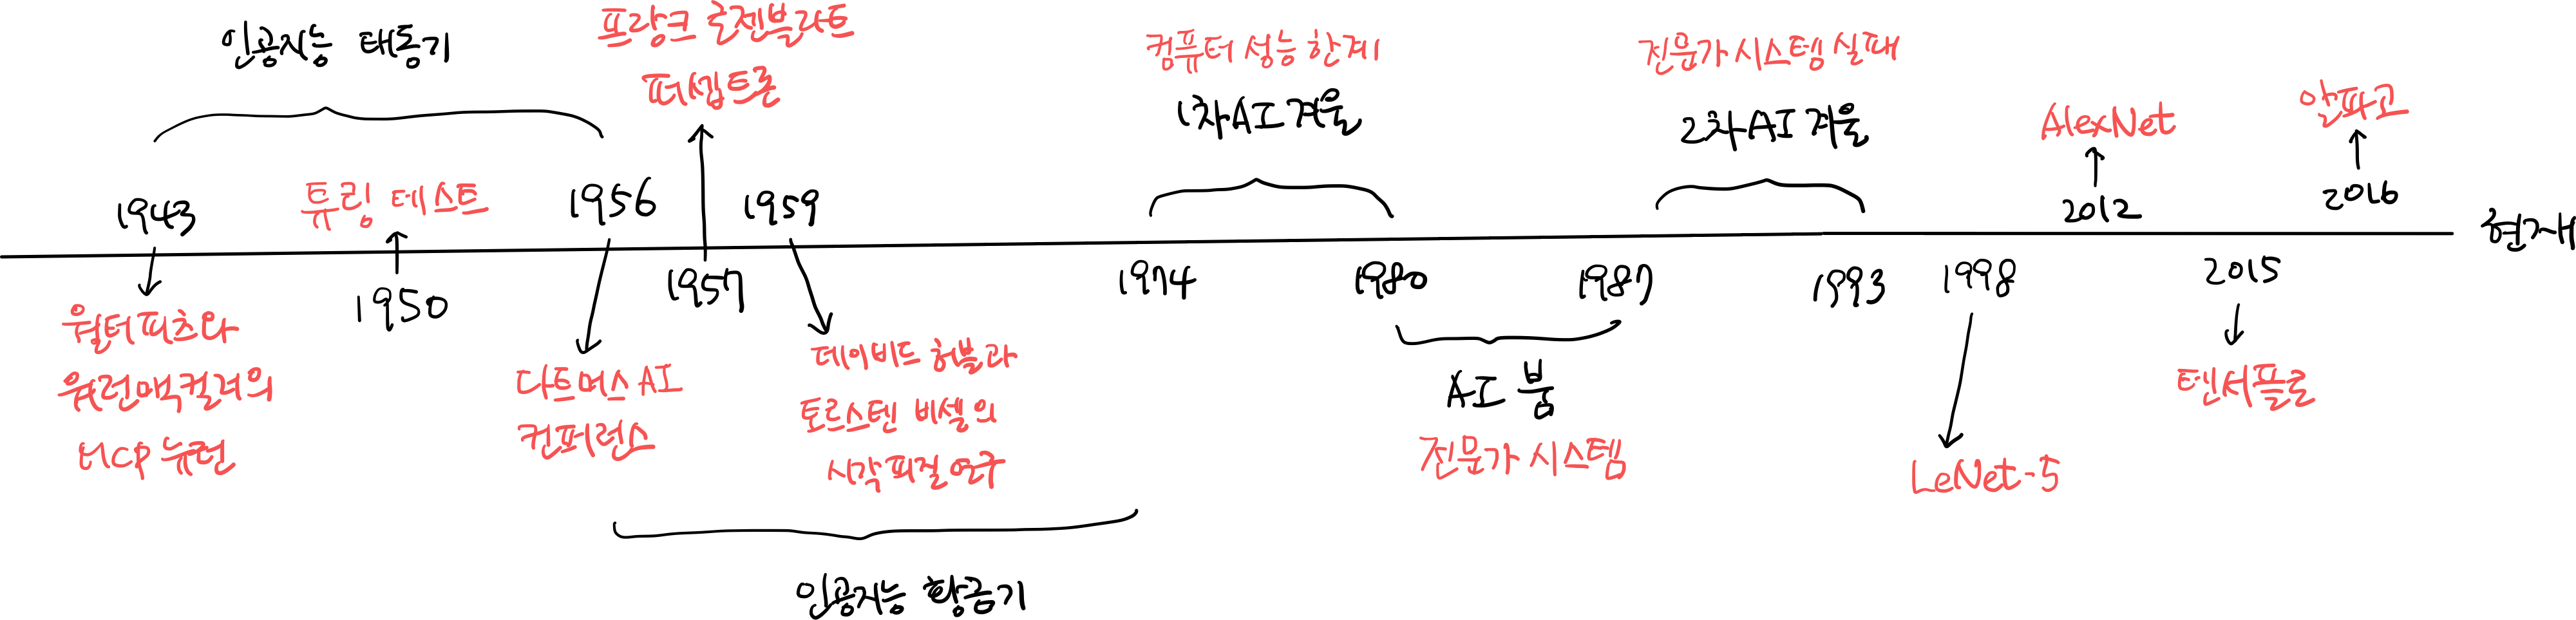 인공지능 태동기
프랑크 로젠블라트
퍼셉트론
컴퓨터 성능 한계
1차 AI 겨울
전문가 시스템 실패
2차 AI 겨울
AlexNet
알파고
1943
튜링 테스트
1956
1959
2012
2016
현재
1950
1957
1974
1980
1987
1993
1998
2015
월터 피츠와
워런 맥컬러의
MCP 뉴런
다트머스 AI
컨퍼런스
데이비드 허블과
토르스텐 비셀의
시각 피질 연구
AI 붐
전문가 시스템
LeNet-5
텐서플로
인공지능 황금기